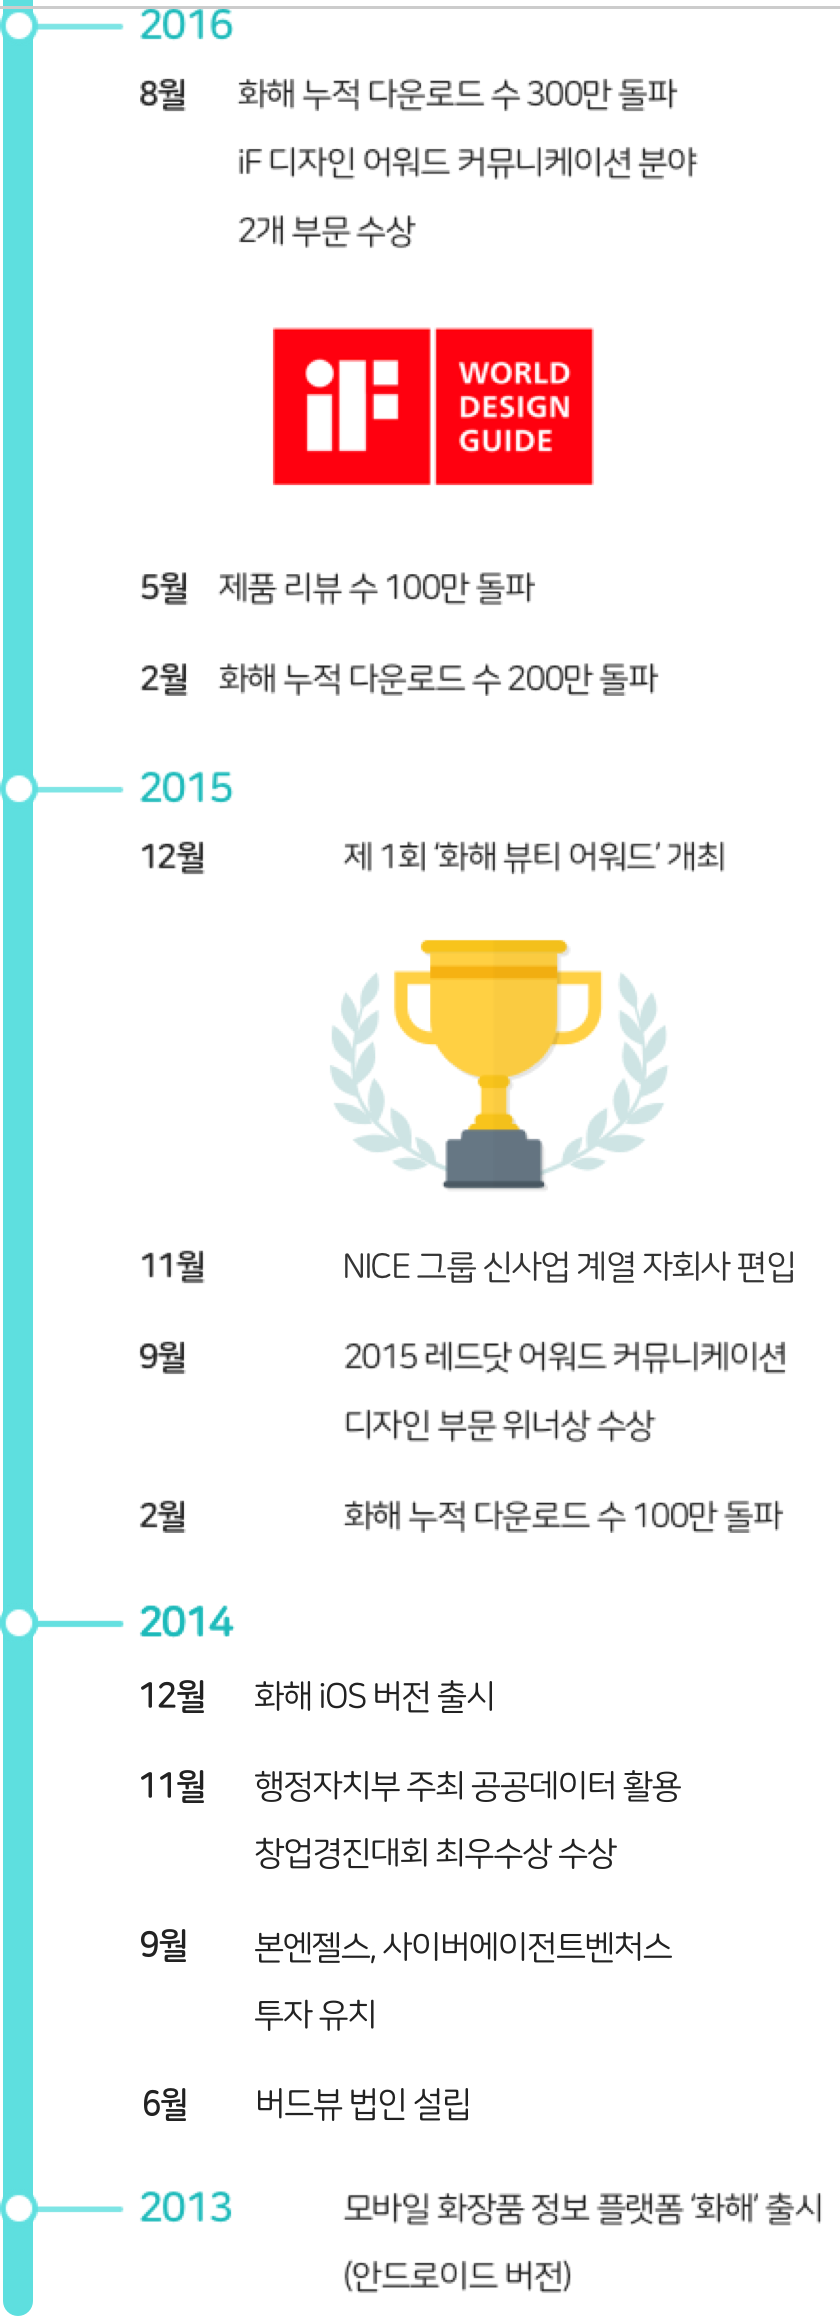 2016
8월 화해 누적 다운로드 수 300만 돌파
iF 디자인 어워드 커뮤니케이션 분야
2개 부문 수상
iF WORLD
DESIGN
GUIDE
5월 제품 리뷰 수 100만 돌파
2월 화해 누적 다운로드 수 200만 돌파
2015
12월 제 1회 ‘화해 뷰티 어워드’ 개최
11월 NICE 그룹 신사업 계열 자회사 편입
9월 2015 레드닷 어워드 커뮤니케이션
디자인 부문 위너상 수상
2월 화해 누적 다운로드 수 100만 돌파
2014
12월 화해 iOS 버전 출시
11월 행정자치부 주최 공공데이터 활용
창업경진대회 최우수상 수상
9월 본엔젤스, 사이버에이전트벤처스
투자 유치
6월 버드뷰 법인 설립
2013 모바일 화장품 정보 플랫폼 ‘화해’ 출시
(안드로이드 버전)